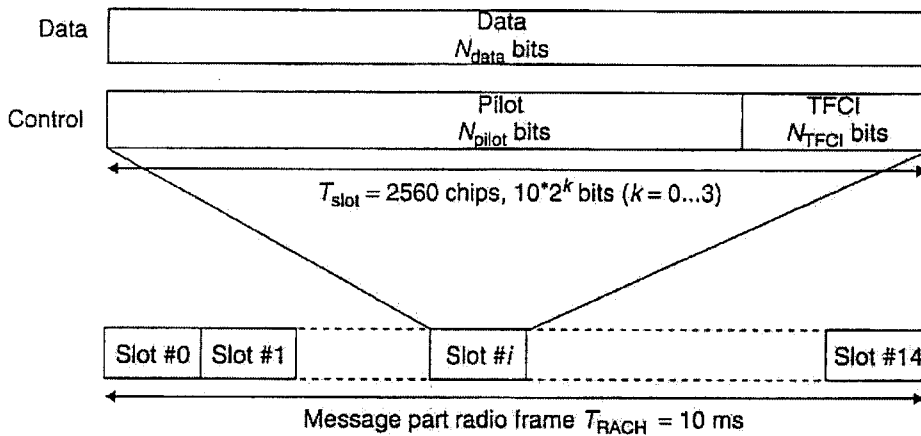 Data
Data
N_data bits
Control
Pilot
N_pilot bits
TFCI
N_TFCI bits
T_slot = 2560 chips, 10*2^k bits (k = 0...3)
Slot #0 Slot #1 Slot #i Slot #14
Message part radio frame T_RACH = 10 ms